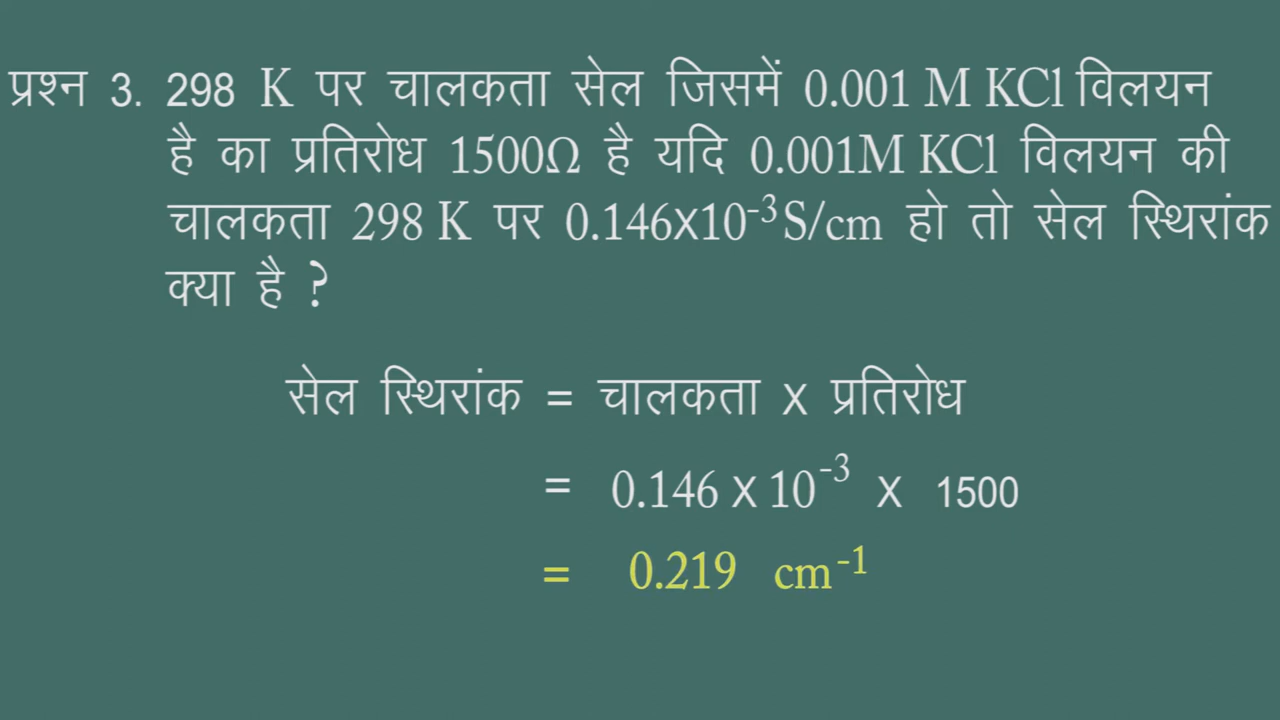 प्रश्न 3. 298 K पर चालकता सेल जिसमें 0.001 M KCl विलयन
है का प्रतिरोध 1500Ω है यदि 0.001M KCl विलयन की
चालकता 298 K पर 0.146x10⁻³S/cm हो तो सेल स्थिरांक
क्या है ?
सेल स्थिरांक = चालकता x प्रतिरोध
= 0.146 x 10⁻³ x 1500
= 0.219 cm⁻¹